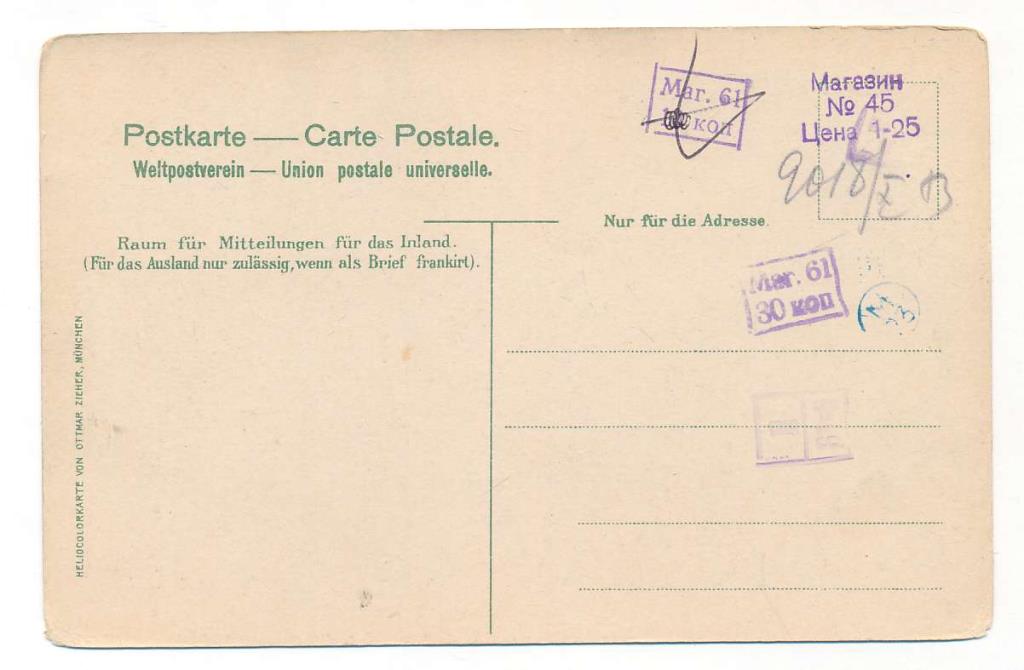 Маг. 61
коп
Магазин
№ 45
Цена 1-25
Postkarte — Carte Postale.
Weltpostverein — Union postale universelle.
Nur für die Adresse.
Raum für Mitteilungen für das Inland.
(Für das Ausland nur zulässig, wenn als Brief frankirt).
Маг. 61
30 коп
HELIOCOLORKARTE VON OTTMAR ZIEHER, MÜNCHEN